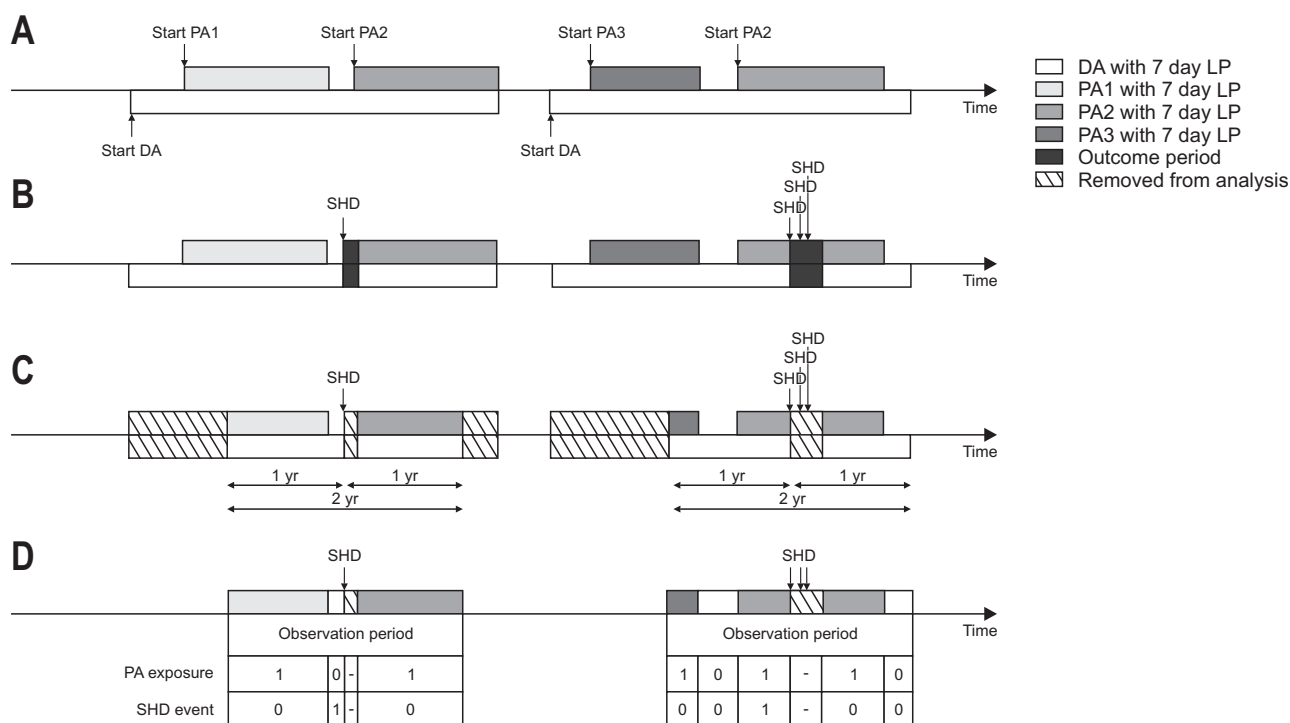 A
Start PA1
Start PA2
Start PA3
Start PA2
Time
Start DA
Start DA
DA with 7 day LP
PA1 with 7 day LP
PA2 with 7 day LP
PA3 with 7 day LP
Outcome period
Removed from analysis
B
SHD
SHD
SHD
SHD
Time
C
SHD
SHD
SHD
SHD
Time
1 yr
1 yr
2 yr
1 yr
1 yr
2 yr
D
SHD
SHD
Time
Observation period
Observation period
PA exposure 1 0 - 1 1 0 1 - 1 0
SHD event 0 1 - 0 0 0 1 - 0 0